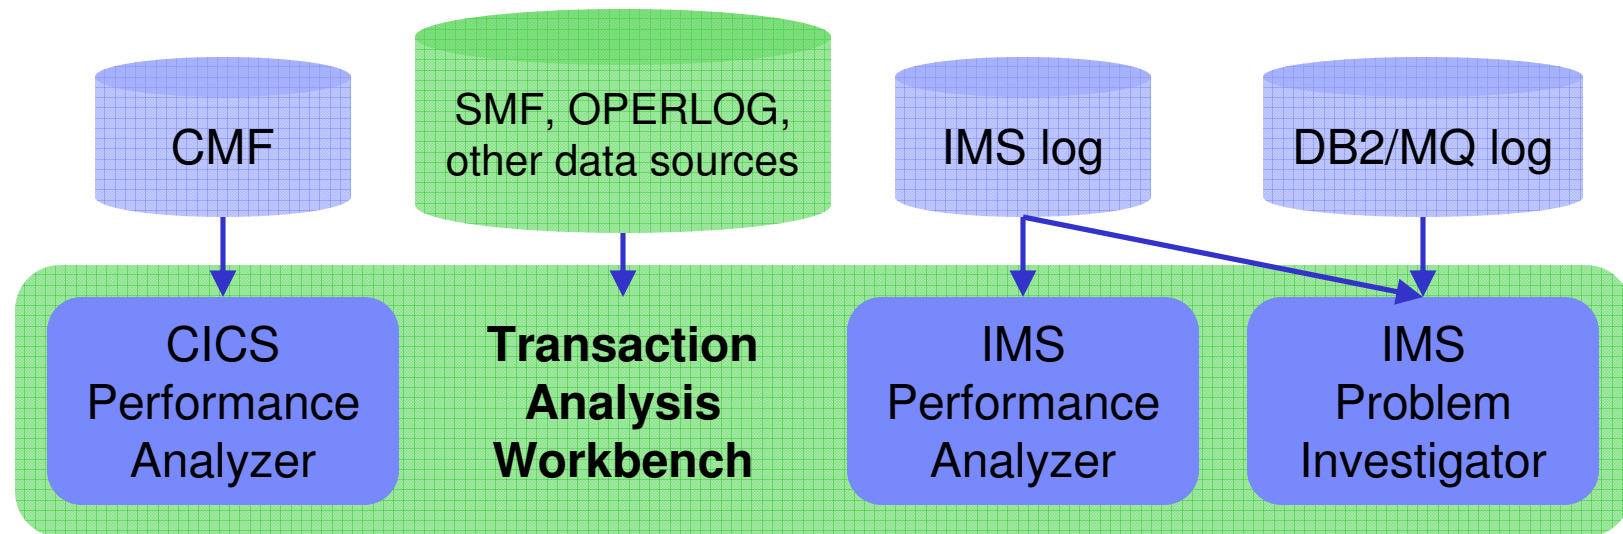 CMF
SMF, OPERLOG,
other data sources
IMS log
DB2/MQ log
CICS
Performance
Analyzer
Transaction
Analysis
Workbench
IMS
Performance
Analyzer
IMS
Problem
Investigator